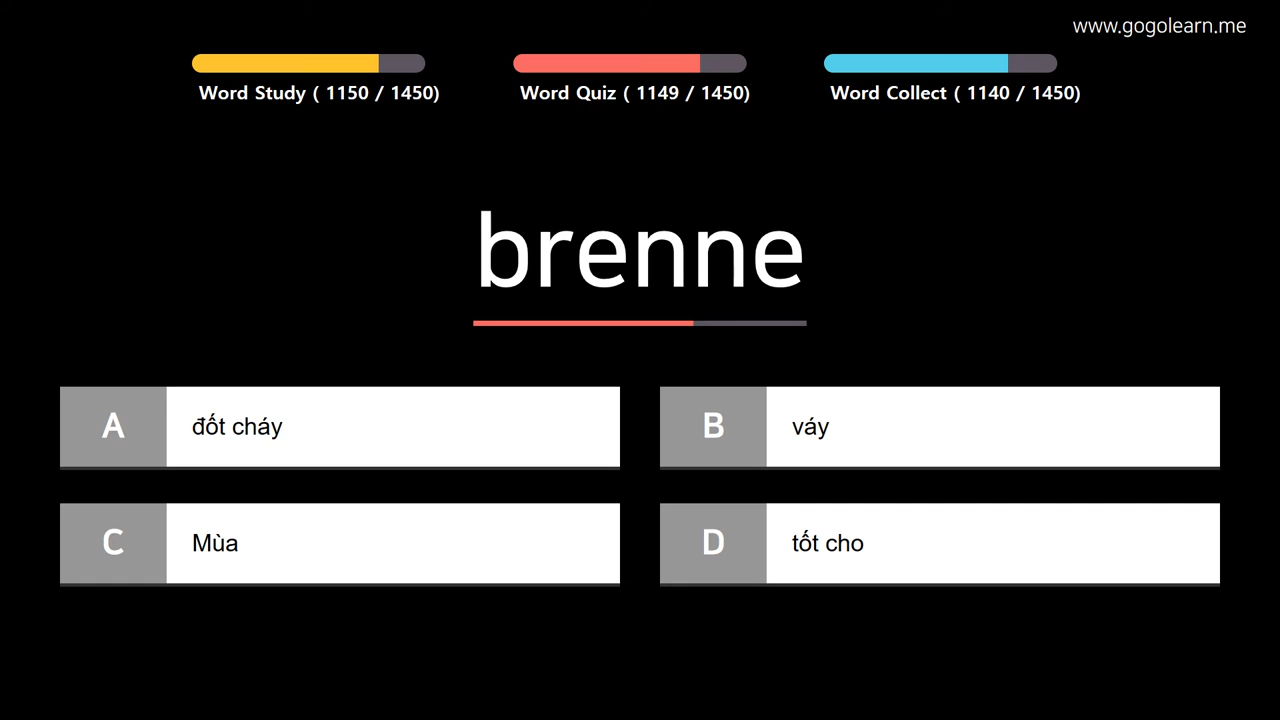 www.gogolearn.me
Word Study ( 1150 / 1450)
Word Quiz ( 1149 / 1450)
Word Collect ( 1140 / 1450)
brenne
A đốt cháy
B váy
C Mùa
D tốt cho